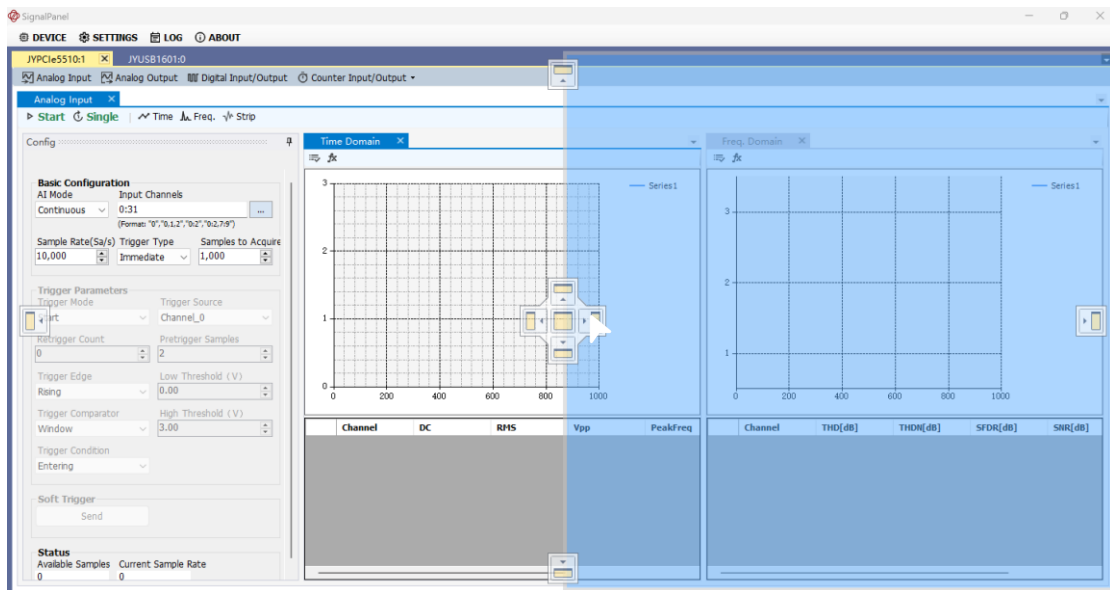 SignalPanel
DEVICE SETTINGS LOG ABOUT
JYPCIe5510:1 JYUSB1601:0
Analog Input Analog Output Digital Input/Output Counter Input/Output
Analog Input
Start Single Time Freq. Strip
Config
Time Domain
Freq. Domain
fx
fx
Basic Configuration
AI Mode Input Channels
Continuous 0:31 ...
(Format: "0","0,1,2","0:2","0:2,7:9")
Sample Rate(Sa/s) Trigger Type Samples to Acquire
10,000 Immediate 1,000
Trigger Parameters
Trigger Mode Trigger Source
Channel_0
Retrigger Count Pretrigger Samples
0 2
Trigger Edge Low Threshold (V)
Rising 0.00
Trigger Comparator High Threshold (V)
Window 3.00
Trigger Condition
Entering
Soft Trigger
Send
Status
Available Samples Current Sample Rate
0 0
3
2
1
0
0 200 400 600 800 1000
Series1
Channel DC RMS Vpp PeakFreq
3
2
1
0 200 400 600 800 1000
Series1
Channel THD[dB] THDN[dB] SFDR[dB] SNR[dB]